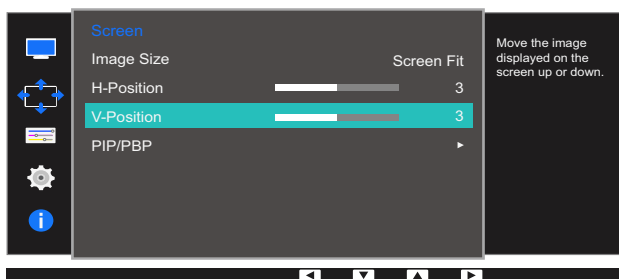 Screen
Image Size Screen Fit
H-Position 3
V-Position 3
PIP/PBP
Move the image
displayed on the
screen up or down.